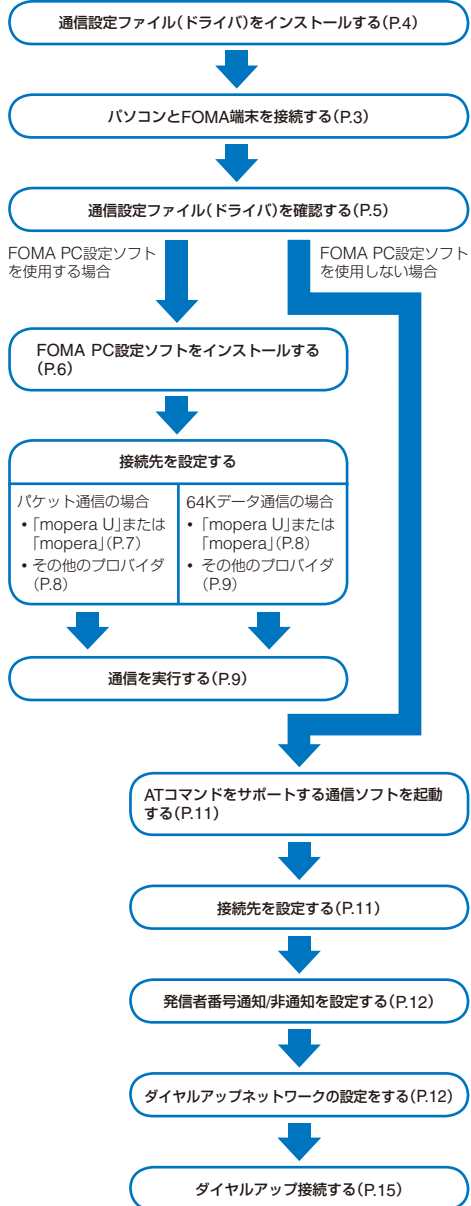 通信設定ファイル(ドライバ)をインストールする(P.4)
パソコンとFOMA端末を接続する(P.3)
通信設定ファイル(ドライバ)を確認する(P.5)
FOMA PC設定ソフト
を使用する場合
FOMA PC設定ソフト
を使用しない場合
FOMA PC設定ソフトをインストールする
(P.6)
接続先を設定する
パケット通信の場合
• 「mopera U」または
「mopera」(P.7)
• その他のプロバイダ
(P.8)
64Kデータ通信の場合
• 「mopera U」または
「mopera」(P.8)
• その他のプロバイダ
(P.9)
通信を実行する(P.9)
ATコマンドをサポートする通信ソフトを起動
する(P.11)
接続先を設定する(P.11)
発信者番号通知/非通知を設定する(P.12)
ダイヤルアップネットワークの設定をする(P.12)
ダイヤルアップ接続する(P.15)